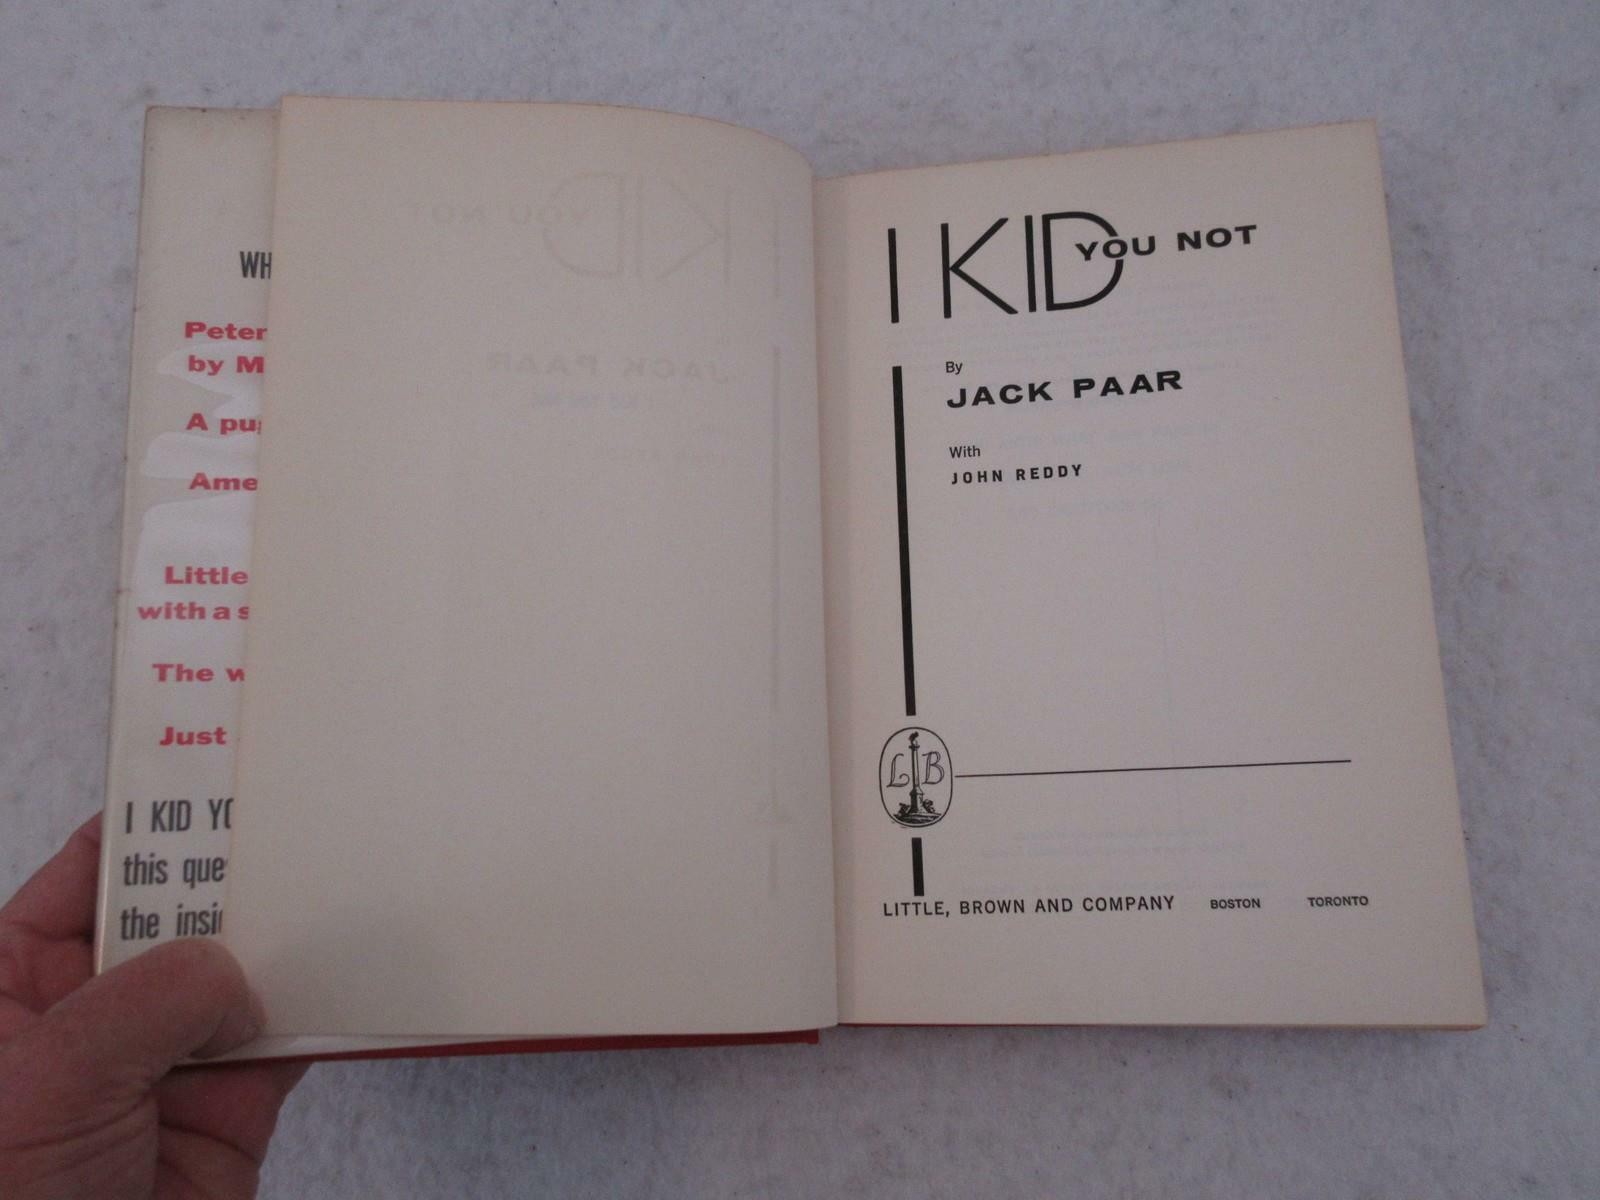 WH
Peter
by M
A pu
Ame
Little
with a s
The w
Just
I KID YO
this que
the insi
I KID YOU NOT
By
JACK PAAR
With
JOHN REDDY
L B
LITTLE, BROWN AND COMPANY BOSTON TORONTO